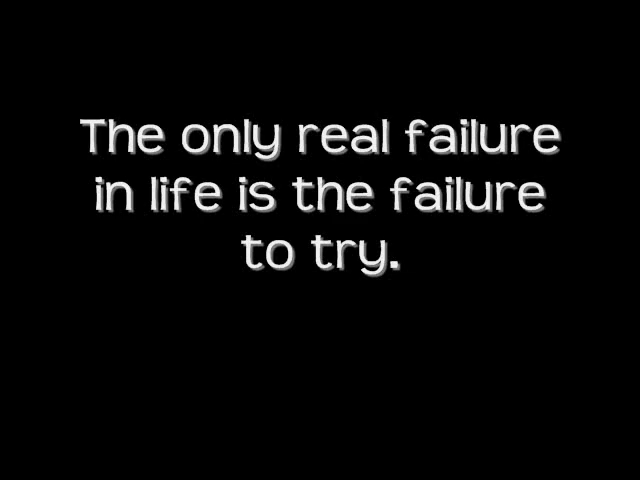 The only real failure
in life is the failure
to try.